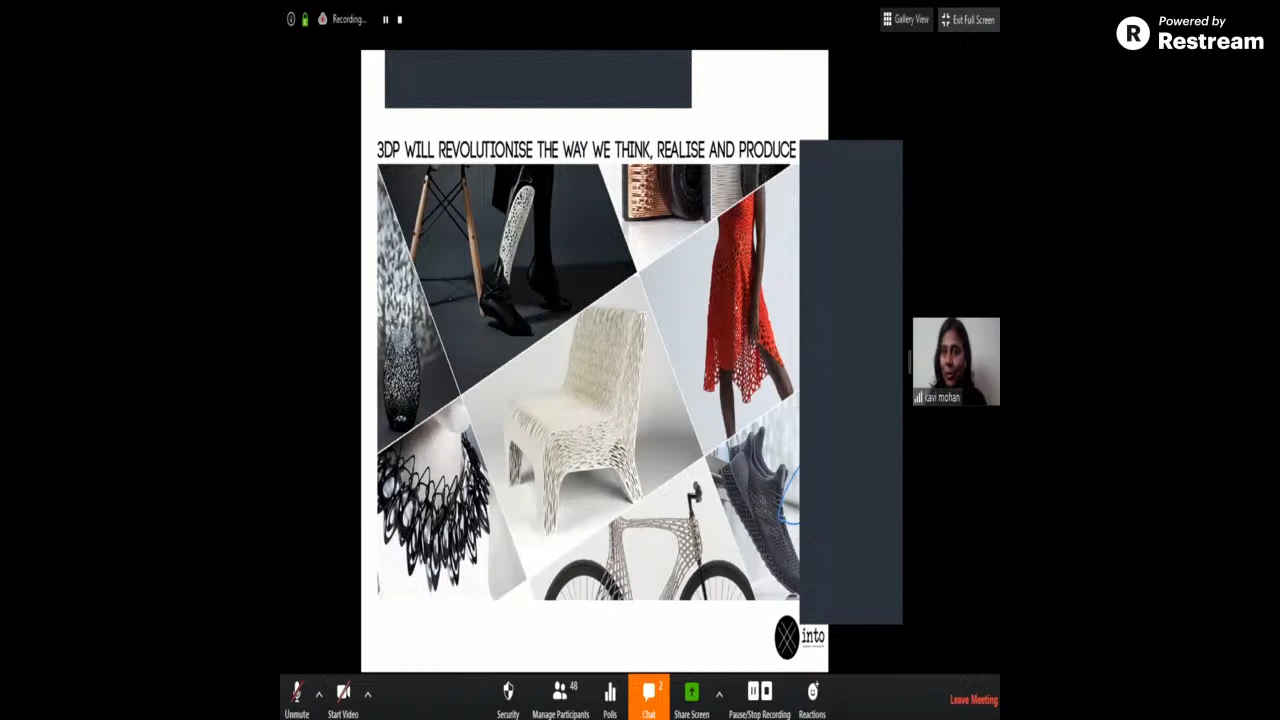 Recording...
Gallery View
Exit Full Screen
Powered by
Restream
3DP WILL REVOLUTIONISE THE WAY WE THINK, REALISE AND PRODUCE
kavi mohan
into
Unmute
Start Video
Security
48
Manage Participants
Polls
2
Chat
Share Screen
Pause/Stop Recording
Reactions
Leave Meeting